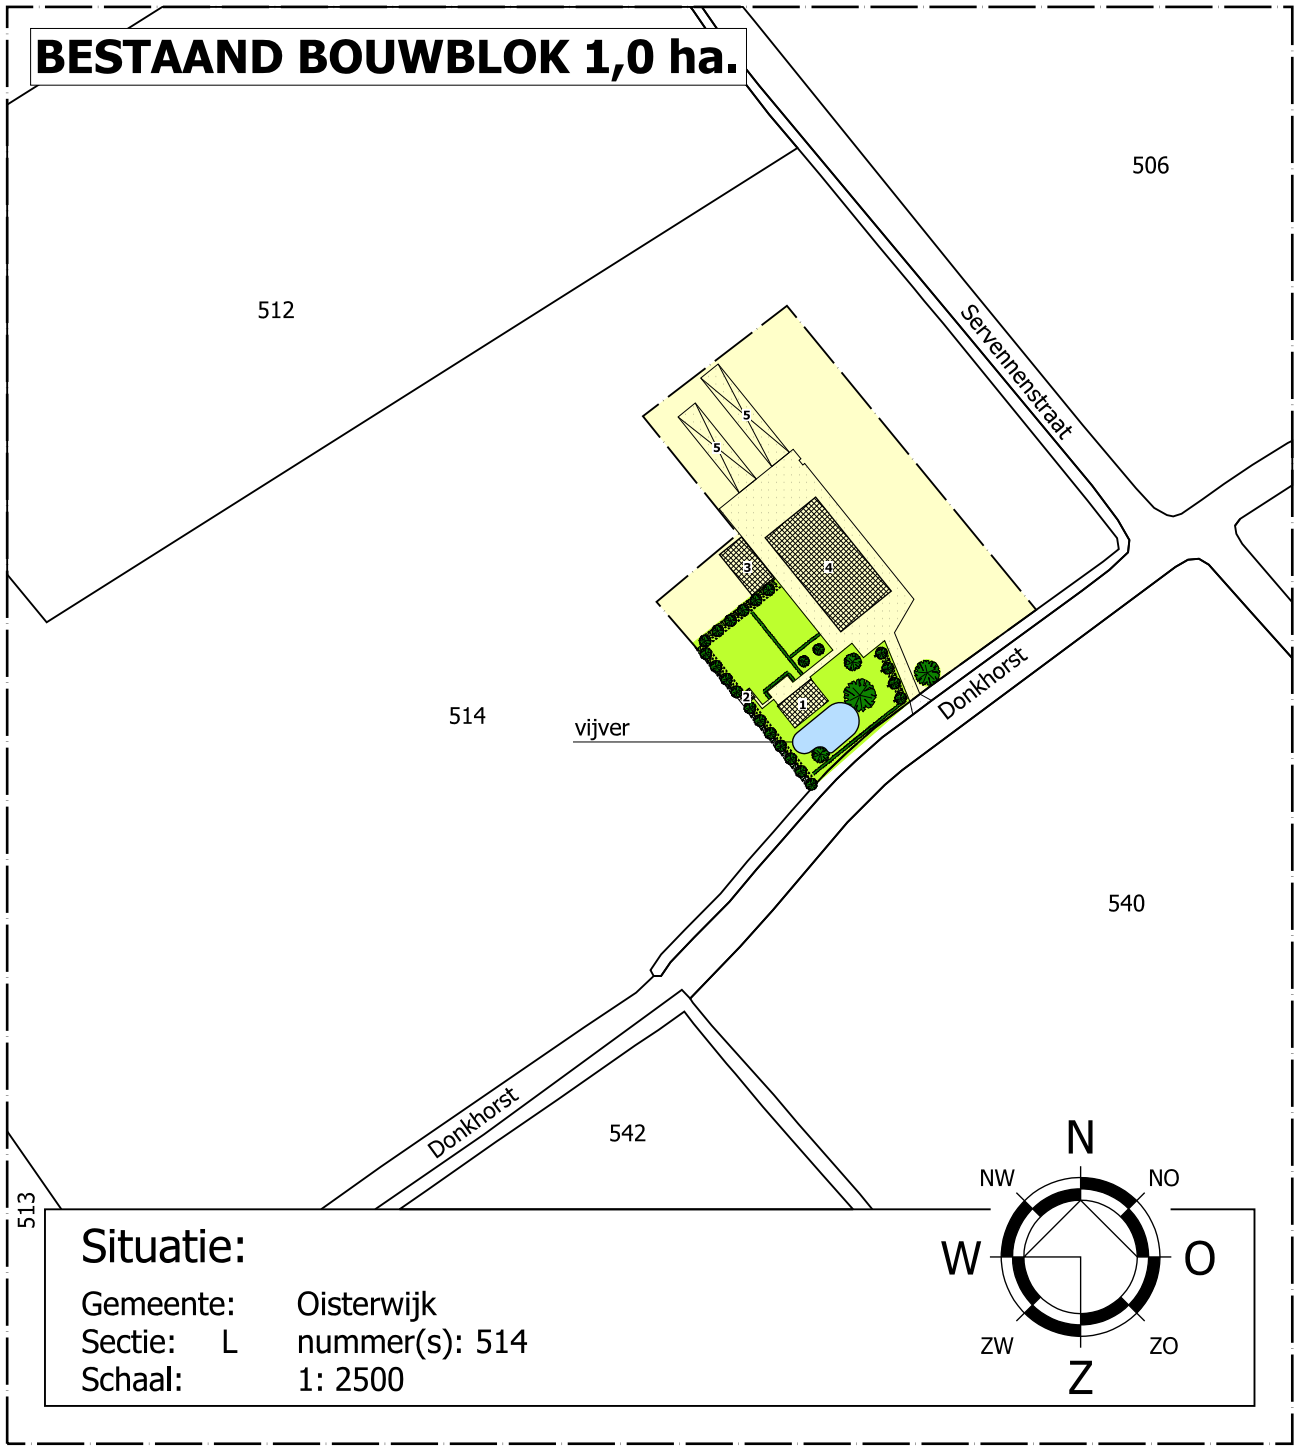 BESTAAND BOUWBLOK 1,0 ha.
506
512
Servennenstraat
5
5
3
4
2
1
514
vijver
Donkhorst
540
Donkhorst
542
513
Situatie:
Gemeente: Oisterwijk
Sectie: L nummer(s): 514
Schaal: 1: 2500
N
NW NO
W O
ZW ZO
Z